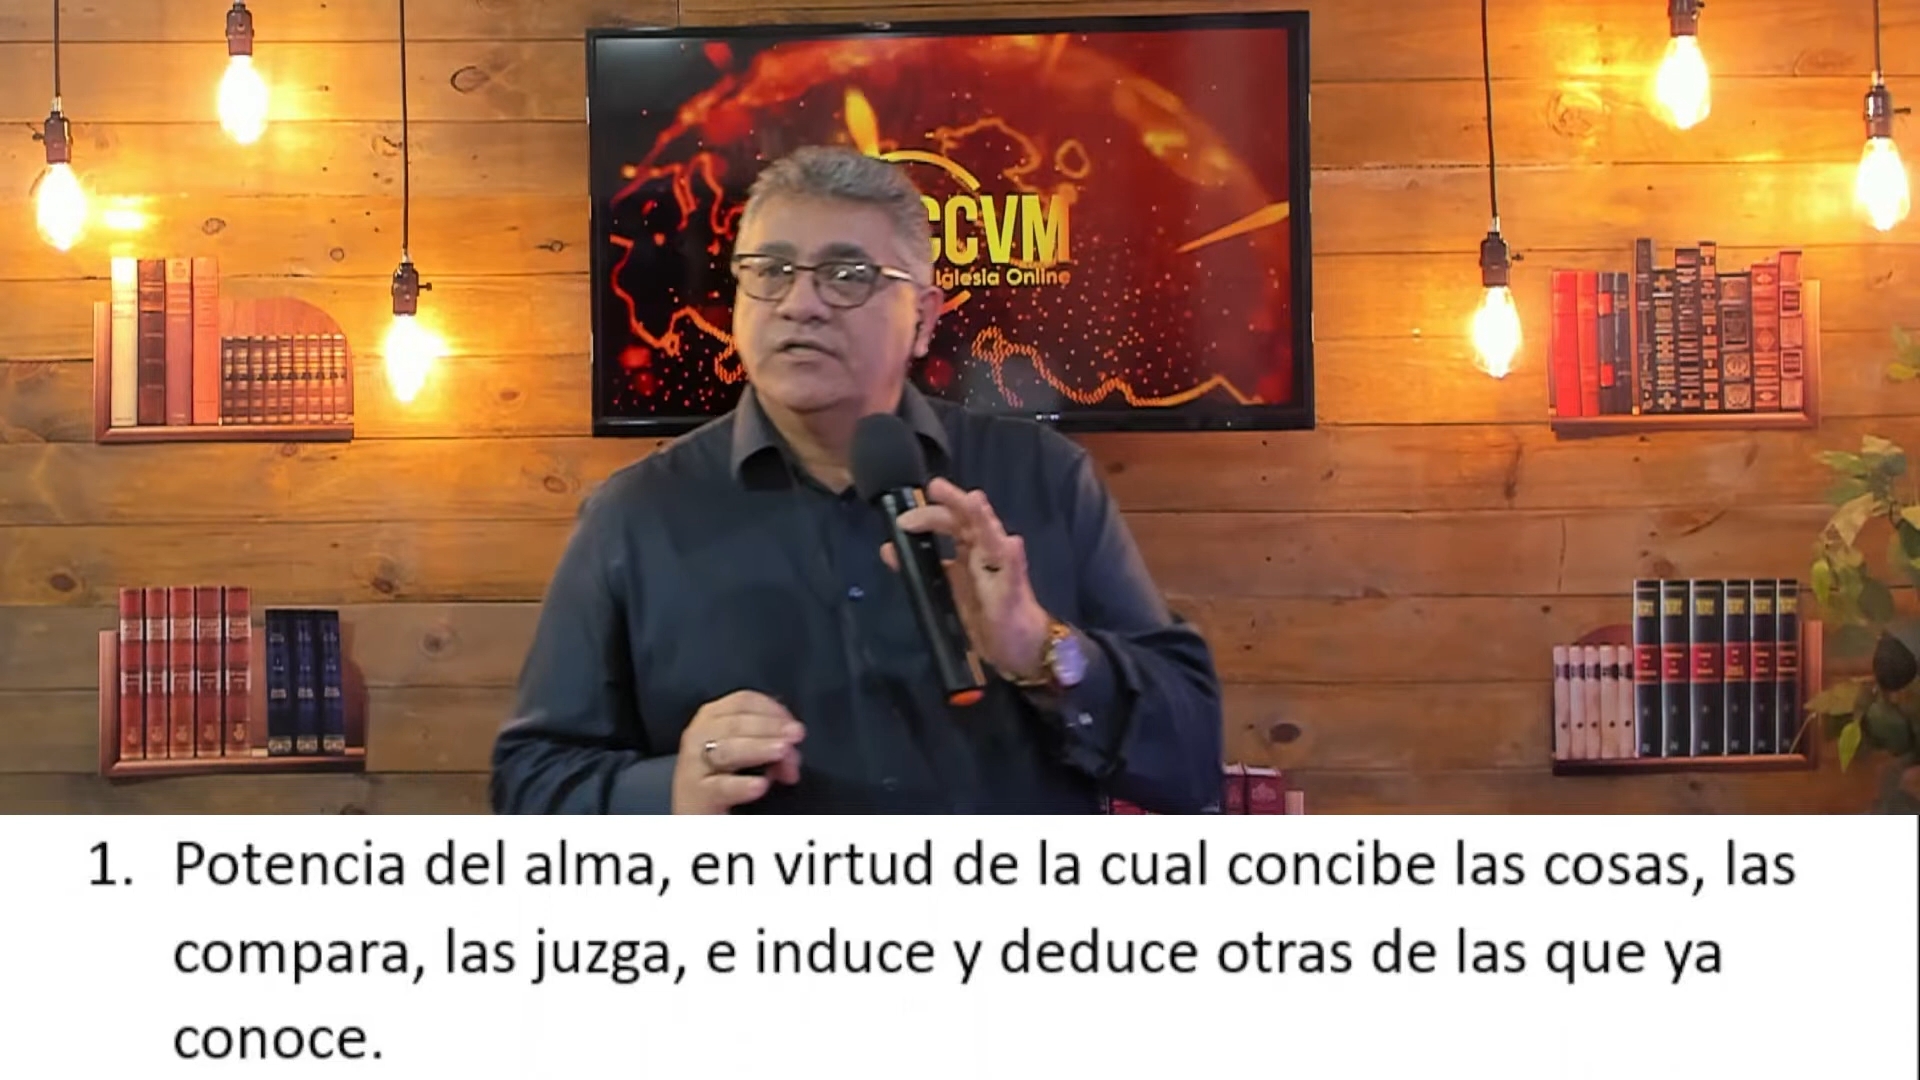 CCVM
Iglesia Online
1. Potencia del alma, en virtud de la cual concibe las cosas, las
compara, las juzga, e induce y deduce otras de las que ya
conoce.